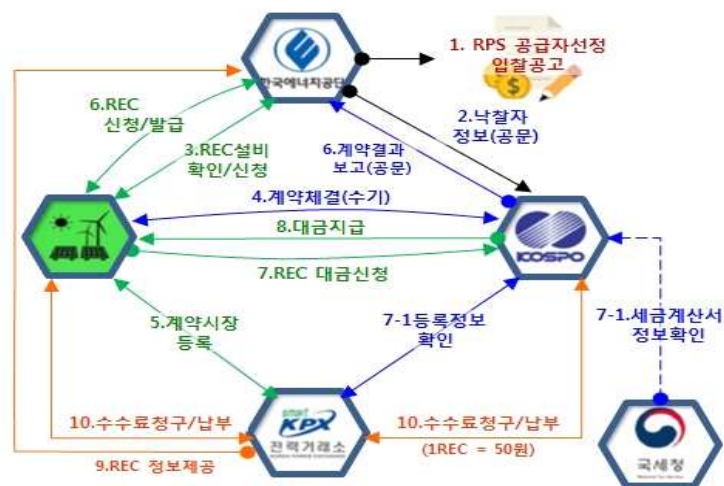 1. RPS 공급자선정
입찰공고
한국에너지공단
6.REC
신청/발급
3.REC설비
확인/신청
6.계약결과
보고(공문)
2.낙찰자
정보(공문)
4.계약체결(수기)
8.대금지급
KOSPO
7.REC 대금신청
5.계약시장
등록
7-1등록정보
확인
7-1.세금계산서
정보확인
10.수수료청구/납부
smart
KPX
전력거래소
10.수수료청구/납부
(1REC = 50원)
9.REC 정보제공
국세청